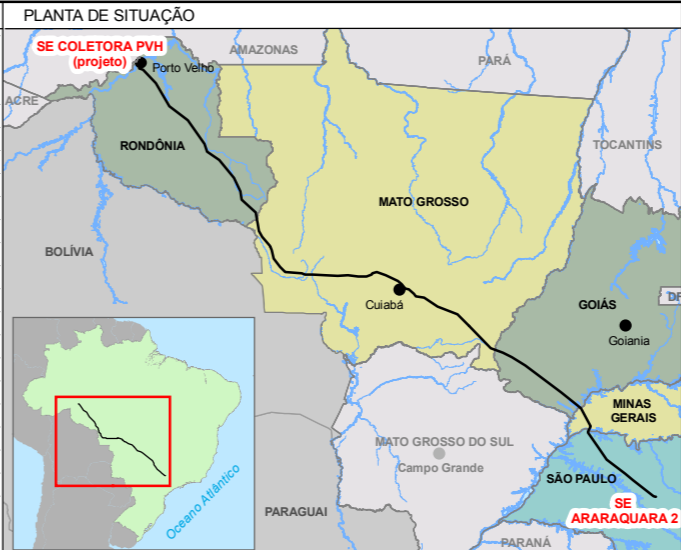 PLANTA DE SITUAÇÃO
SE COLETORA PVH
(projeto)
Porto Velho
AMAZONAS
PARÁ
ACRE
RONDÔNIA
TOCANTINS
MATO GROSSO
BOLÍVIA
Cuiabá
GOIÁS
DF
Goiania
MINAS
GERAIS
MATO GROSSO DO SUL
Campo Grande
SÃO PAULO
SE
ARARAQUARA 2
PARAGUAI
PARANÁ
Oceano Atlântico